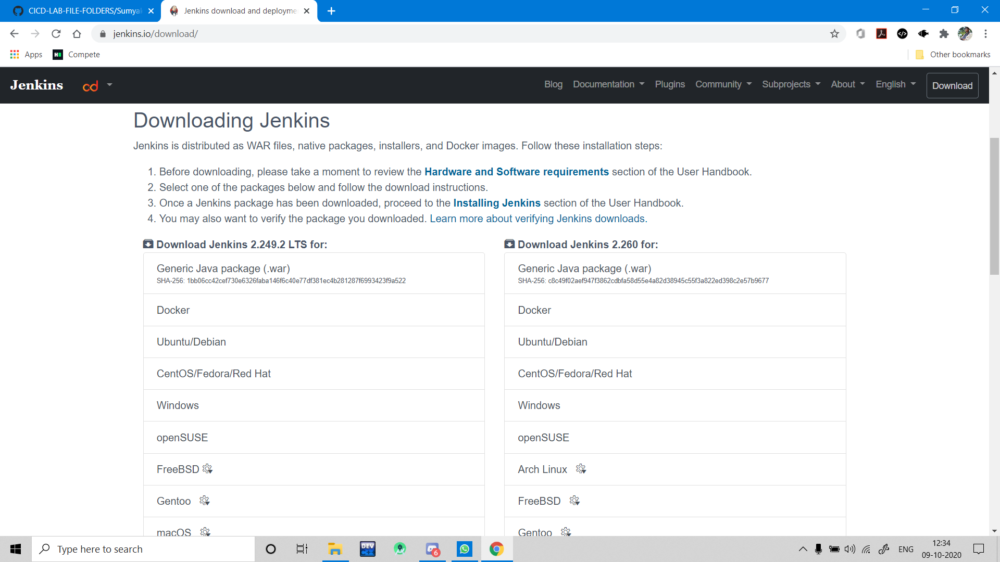 CICD-LAB-FILE-FOLDERS/Sumya
Jenkins download and deployme
jenkins.io/download/
Apps
Compete
Other bookmarks
Jenkins
cd
Blog
Documentation
Plugins
Community
Subprojects
About
English
Download
Downloading Jenkins
Jenkins is distributed as WAR files, native packages, installers, and Docker images. Follow these installation steps:
1. Before downloading, please take a moment to review the Hardware and Software requirements section of the User Handbook.
2. Select one of the packages below and follow the download instructions.
3. Once a Jenkins package has been downloaded, proceed to the Installing Jenkins section of the User Handbook.
4. You may also want to verify the package you downloaded. Learn more about verifying Jenkins downloads.
Download Jenkins 2.249.2 LTS for:
Generic Java package (.war)
SHA-256: 1bb06cc42cef730e6326faba146f6c40e77df381ec4b281287f6993423f9a522
Docker
Ubuntu/Debian
CentOS/Fedora/Red Hat
Windows
openSUSE
FreeBSD
Gentoo
macOS
Download Jenkins 2.260 for:
Generic Java package (.war)
SHA-256: c8c49f02aef947f3862cdbfa58d55e4a82d38945c55f3a822ed398c2e57b9677
Docker
Ubuntu/Debian
CentOS/Fedora/Red Hat
Windows
openSUSE
Arch Linux
FreeBSD
Gentoo
Type here to search
DEV
C++
6
ENG
12:34
09-10-2020